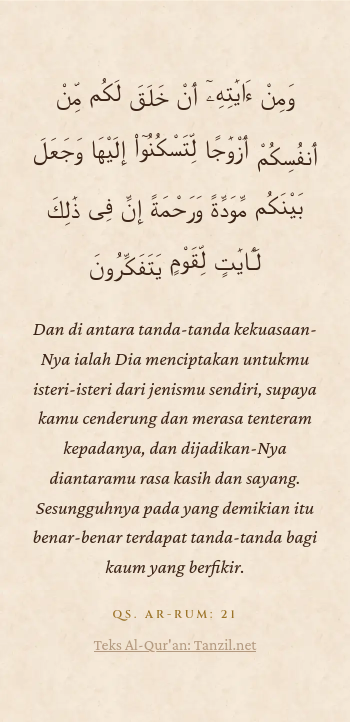 وَمِنْ ءَايَـٰتِهِۦٓ أَنْ خَلَقَ لَكُم مِّنْ
أَنفُسِكُمْ أَزْوَٰجًا لِّتَسْكُنُوٓا۟ إِلَيْهَا وَجَعَلَ
بَيْنَكُم مَّوَدَّةً وَرَحْمَةً إِنَّ فِى ذَٰلِكَ
لَـَٔايَـٰتٍ لِّقَوْمٍ يَتَفَكَّرُونَ
Dan di antara tanda-tanda kekuasaan-
Nya ialah Dia menciptakan untukmu
isteri-isteri dari jenismu sendiri, supaya
kamu cenderung dan merasa tenteram
kepadanya, dan dijadikan-Nya
diantaramu rasa kasih dan sayang.
Sesungguhnya pada yang demikian itu
benar-benar terdapat tanda-tanda bagi
kaum yang berfikir.
QS. AR-RUM: 21
Teks Al-Qur'an: Tanzil.net